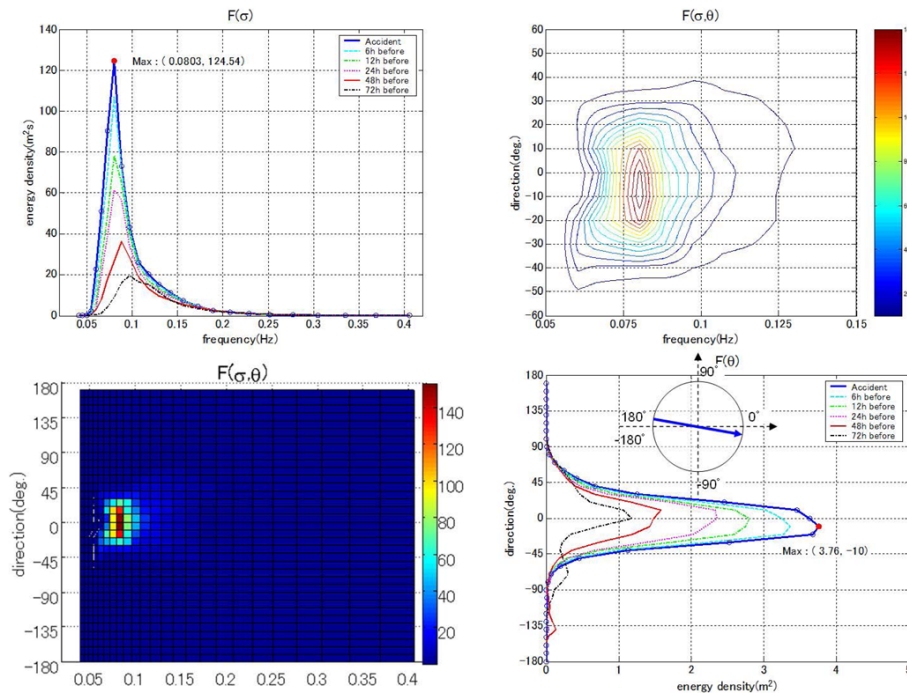 F(σ)
140
120
100
80
60
40
20
0
energy density(m²s)
0.05 0.1 0.15 0.2 0.25 0.3 0.35 0.4
frequency(Hz)
Max : ( 0.0803, 124.54)
Accident
6h before
12h before
24h before
48h before
72h before
F(σ,θ)
60
50
40
30
20
10
0
-10
-20
-30
-40
-50
-60
direction(deg.)
0.05 0.080 0.1 0.12 0.15
frequency(Hz)
F(σ,θ)
180
135
90
45
0
-45
-90
-135
-180
direction(deg.)
0.05 0.1 0.15 0.2 0.25 0.3 0.35 0.4
140
120
100
80
60
40
20
F(θ)
180
135
90
45
0
-45
-90
-135
-180
direction(deg.)
0 1 2 3 4
energy density(m²)
90°
180°
-180°
0°
-90°
Accident
6h before
12h before
24h before
48h before
72h before
Max : ( 3.76, -10)